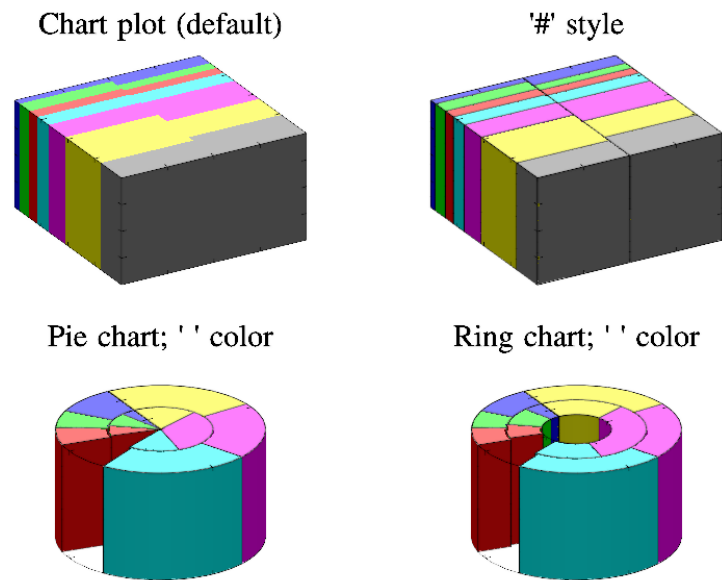 Chart plot (default)
'#' style
Pie chart; ' ' color
Ring chart; ' ' color